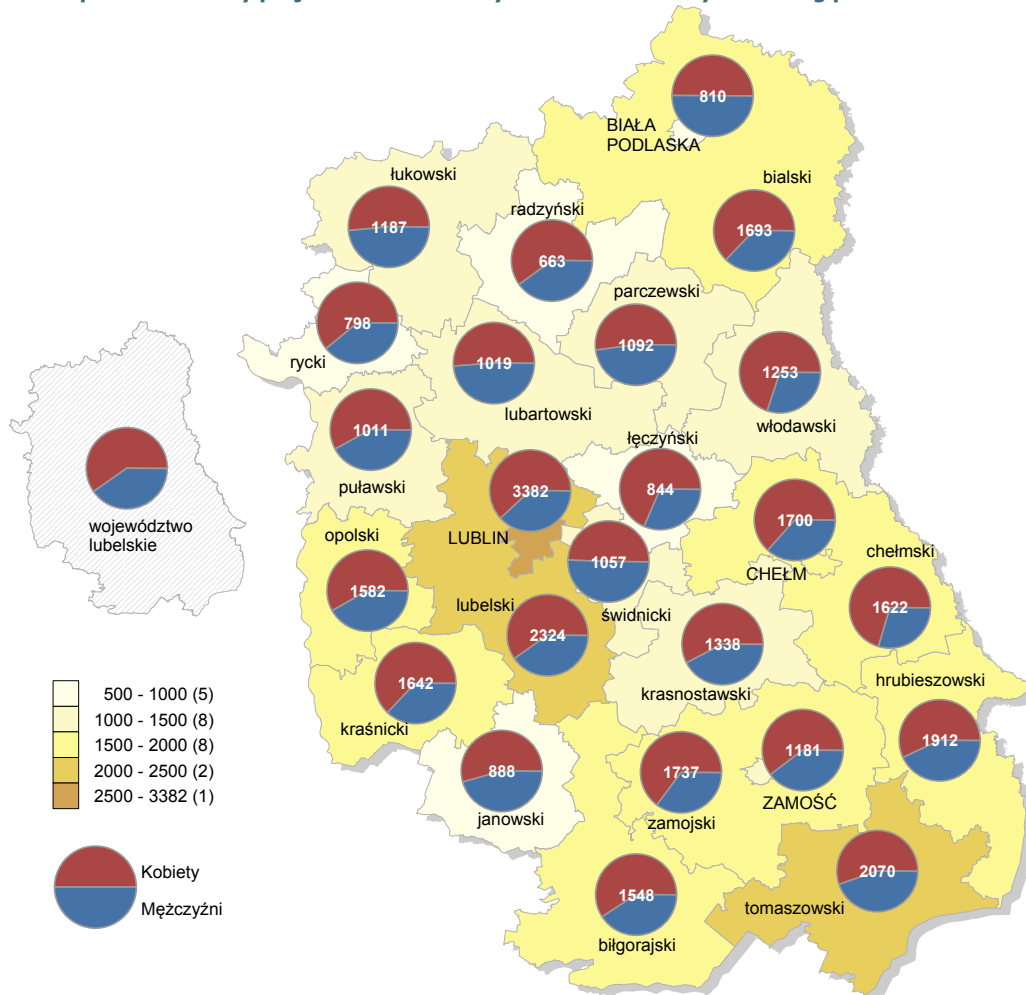 810
BIAŁA
PODLASKA
bialski
łukowski
radzyński
1187
1693
663
parczewski
798
1092
rycki
1019
1253
lubartowski
włodawski
1011
łęczyński
puławski
3382
844
województwo
lubelskie
opolski
LUBLIN
1700
chełmski
1057
CHEŁM
1582
lubelski
świdnicki
1622
2324
1338
krasnostawski
hrubieszowski
1642
kraśnicki
500 - 1000 (5)
1000 - 1500 (8)
1500 - 2000 (8)
2000 - 2500 (2)
2500 - 3382 (1)
888
janowski
1737
zamojski
1181
ZAMOŚĆ
1912
Kobiety
Mężczyźni
1548
biłgorajski
2070
tomaszowski